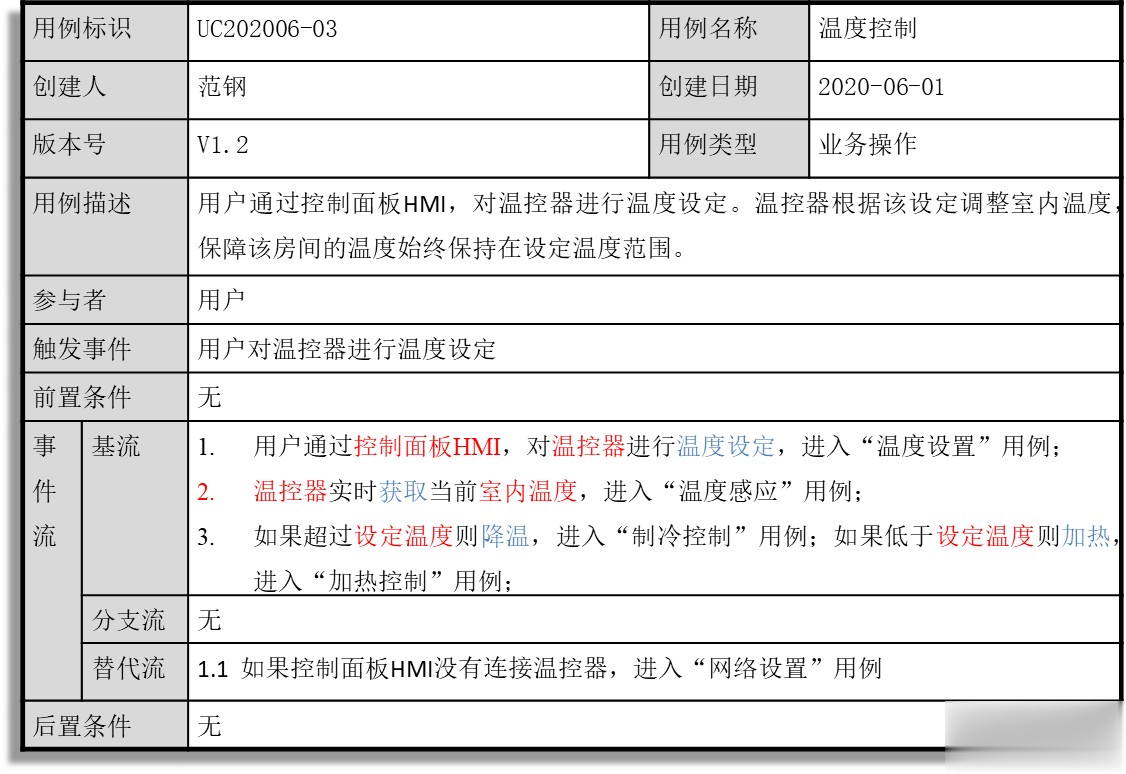 用例标识 UC202006-03 用例名称 温度控制
创建人 范钢 创建日期 2020-06-01
版本号 V1.2 用例类型 业务操作
用例描述 用户通过控制面板HMI，对温控器进行温度设定。温控器根据该设定调整室内温度，
保障该房间的温度始终保持在设定温度范围。
参与者 用户
触发事件 用户对温控器进行温度设定
前置条件 无
事件流
基流 1. 用户通过控制面板HMI，对温控器进行温度设定，进入“温度设置”用例；
2. 温控器实时获取当前室内温度，进入“温度感应”用例；
3. 如果超过设定温度则降温，进入“制冷控制”用例；如果低于设定温度则加热，
进入“加热控制”用例；
分支流 无
替代流 1.1 如果控制面板HMI没有连接温控器，进入“网络设置”用例
后置条件 无